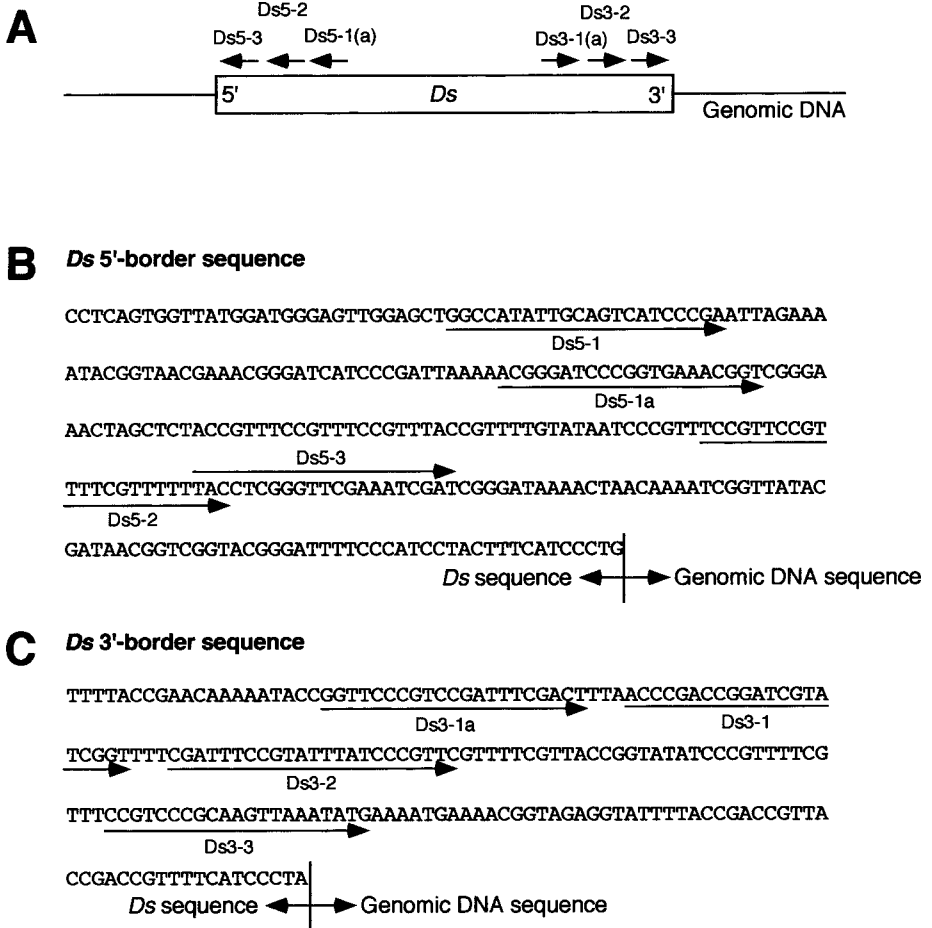 A
Ds5-2
Ds3-2
Ds5-3
Ds5-1(a)
Ds3-1(a)
Ds3-3
5'
Ds
3'
Genomic DNA
B
Ds 5'-border sequence
CCTCAGTGGTTATGGATGGGAGTTGGAGCTGGCCATATTGCAGTCATCCCGAATTAGAAA
Ds5-1
ATACGGTAACGAAACGGGATCATCCCGATTAAAAACGGGATCCCGGTGAAACGGTCGGGA
Ds5-1a
AACTAGCTCTACCGTTTCCGTTTCCGTTTACCGTTTTGTATAATCCCGTTTCCGTTCCGT
Ds5-3
TTTCGTTTTTTACCTCGGGTTCGAAATCGATCGGGATAAAACTAACAAAATCGGTTATAC
Ds5-2
GATAACGGTCGGTACGGGATTTTCCCATCCTACTTTCATCCCTG
Ds sequence
Genomic DNA sequence
C
Ds 3'-border sequence
TTTTACCGAACAAAAATACCGGTTCCCGTCCGATTTCGACTTTAACCCGACCGGATCGTA
Ds3-1a
Ds3-1
TCGGTTTTCGATTTCCGTATTTATCCCGTTCGTTTTCGTTACCGGTATATCCCGTTTTCG
Ds3-2
TTTCCGTCCCGCAAGTTAAATATGAAAATGAAAACGGTAGAGGTATTTTACCGACCGTTA
Ds3-3
CCGACCGTTTTCATCCCTA
Ds sequence
Genomic DNA sequence